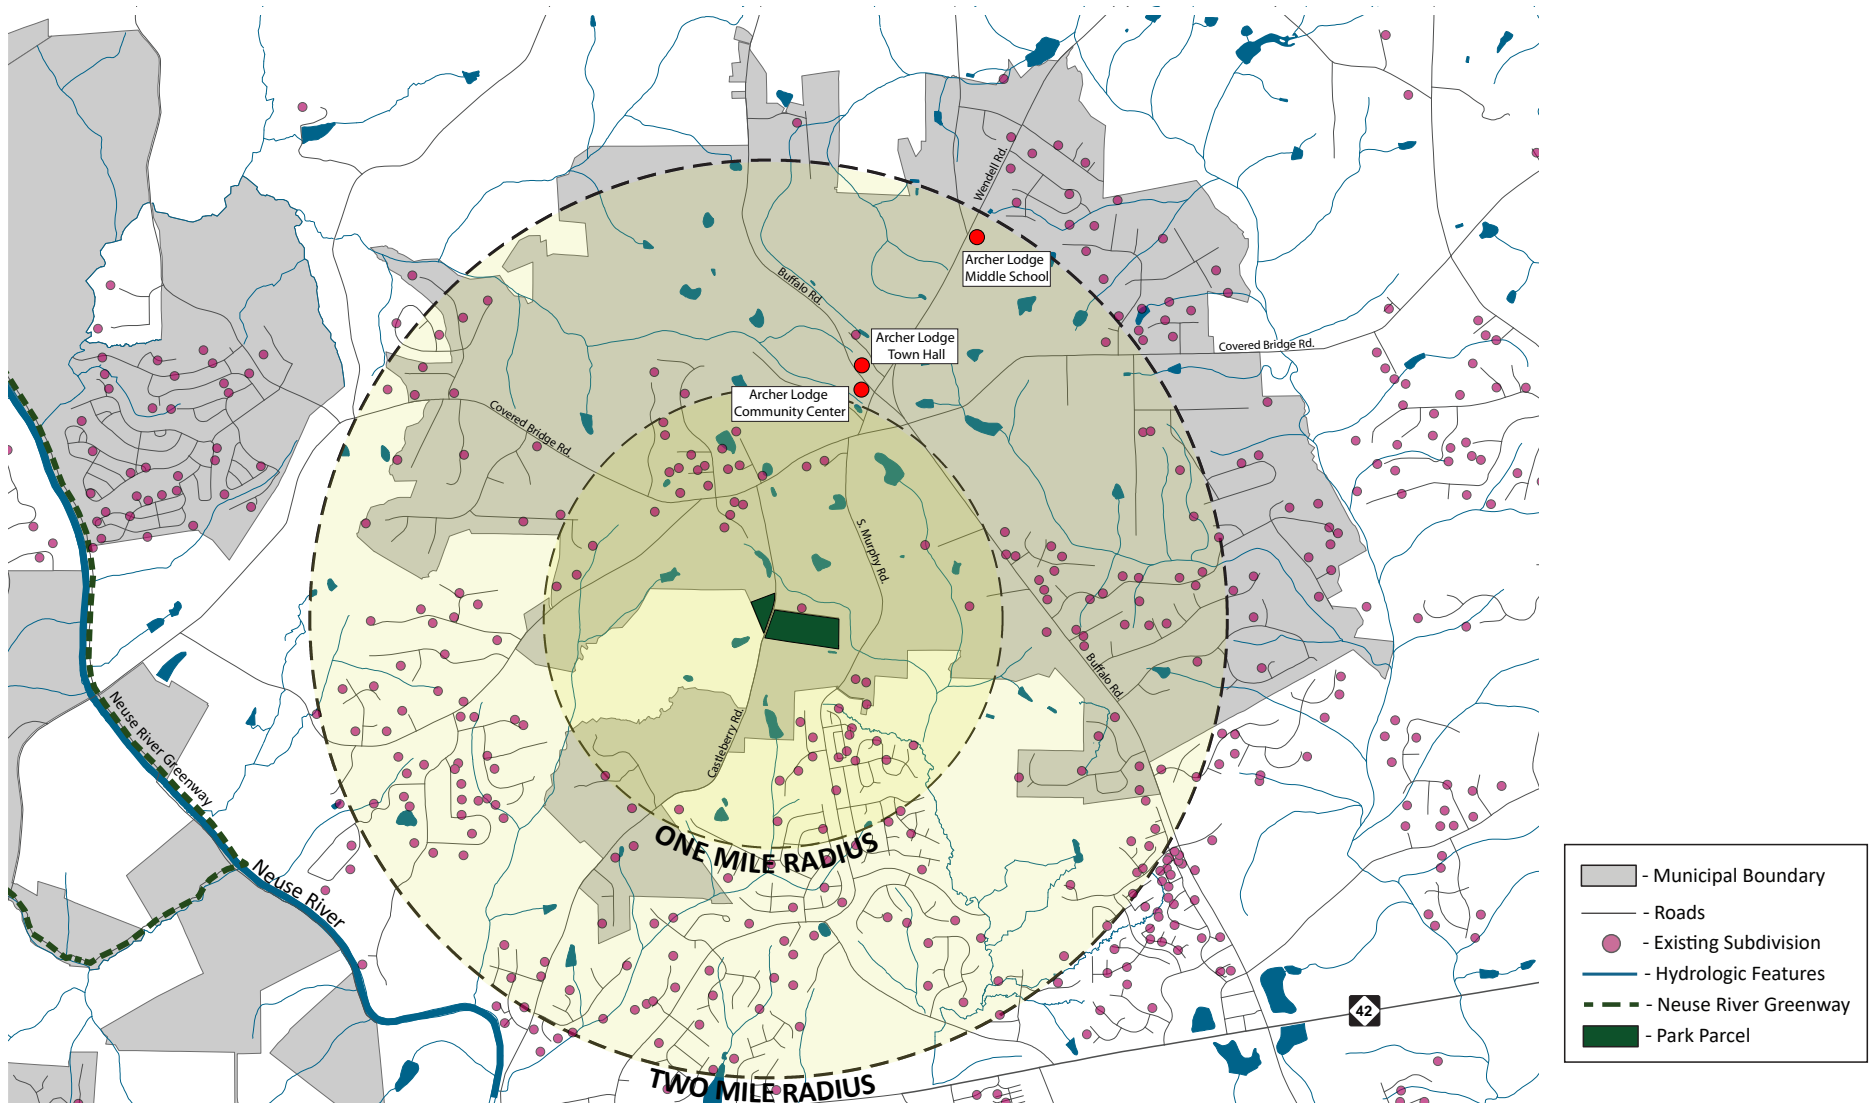 Wendell Rd.
Archer Lodge
Middle School
Buffalo Rd.
Archer Lodge
Town Hall
Covered Bridge Rd.
Archer Lodge
Community Center
Covered Bridge Rd.
S. Murphy Rd.
Buffalo Rd.
Castleberry Rd.
Neuse River Greenway
ONE MILE RADIUS
Neuse River
42
TWO MILE RADIUS
- Municipal Boundary
- Roads
- Existing Subdivision
- Hydrologic Features
- Neuse River Greenway
- Park Parcel